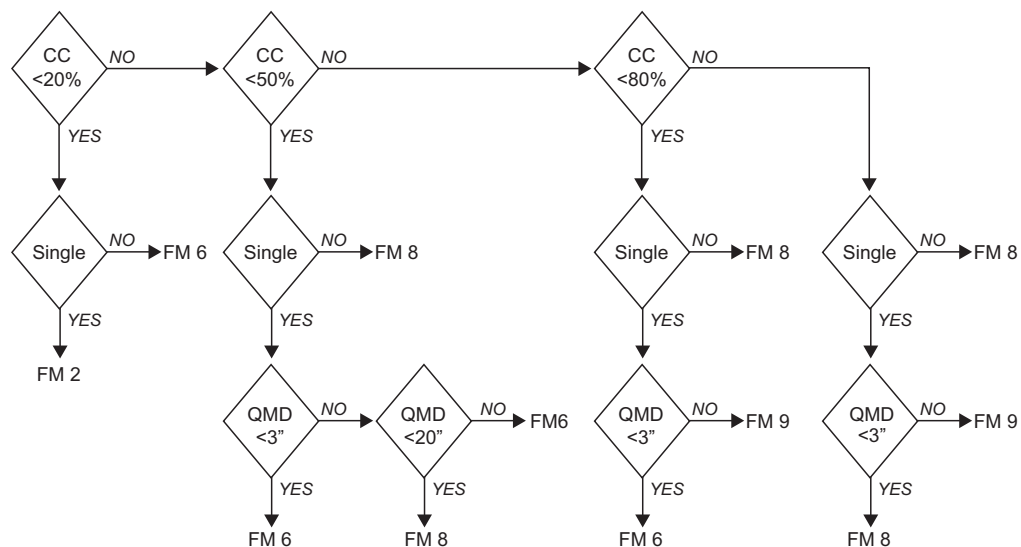 CC
<20%
NO
CC
<50%
NO
CC
<80%
NO
YES
YES
YES
Single
NO
FM 6
Single
NO
FM 8
Single
NO
FM 8
Single
NO
FM 8
YES
YES
YES
YES
FM 2
QMD
<3”
NO
QMD
<20”
NO
FM6
QMD
<3”
NO
FM 9
QMD
<3”
NO
FM 9
YES
YES
YES
YES
FM 6
FM 8
FM 6
FM 8